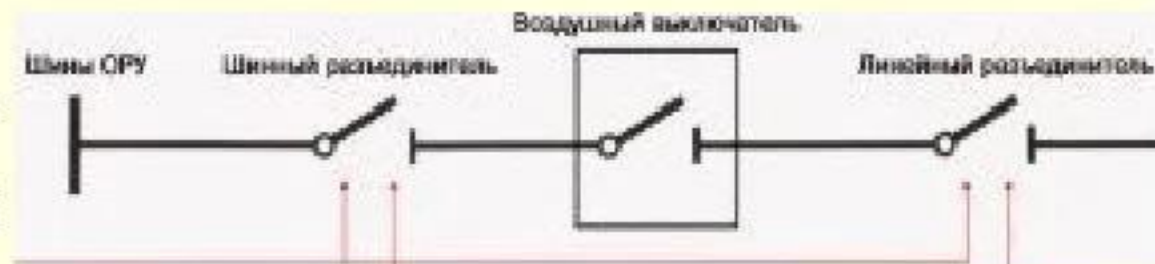 Воздушный выключатель
Шины ОРУ Шинный разъединитель Линейный разъединитель